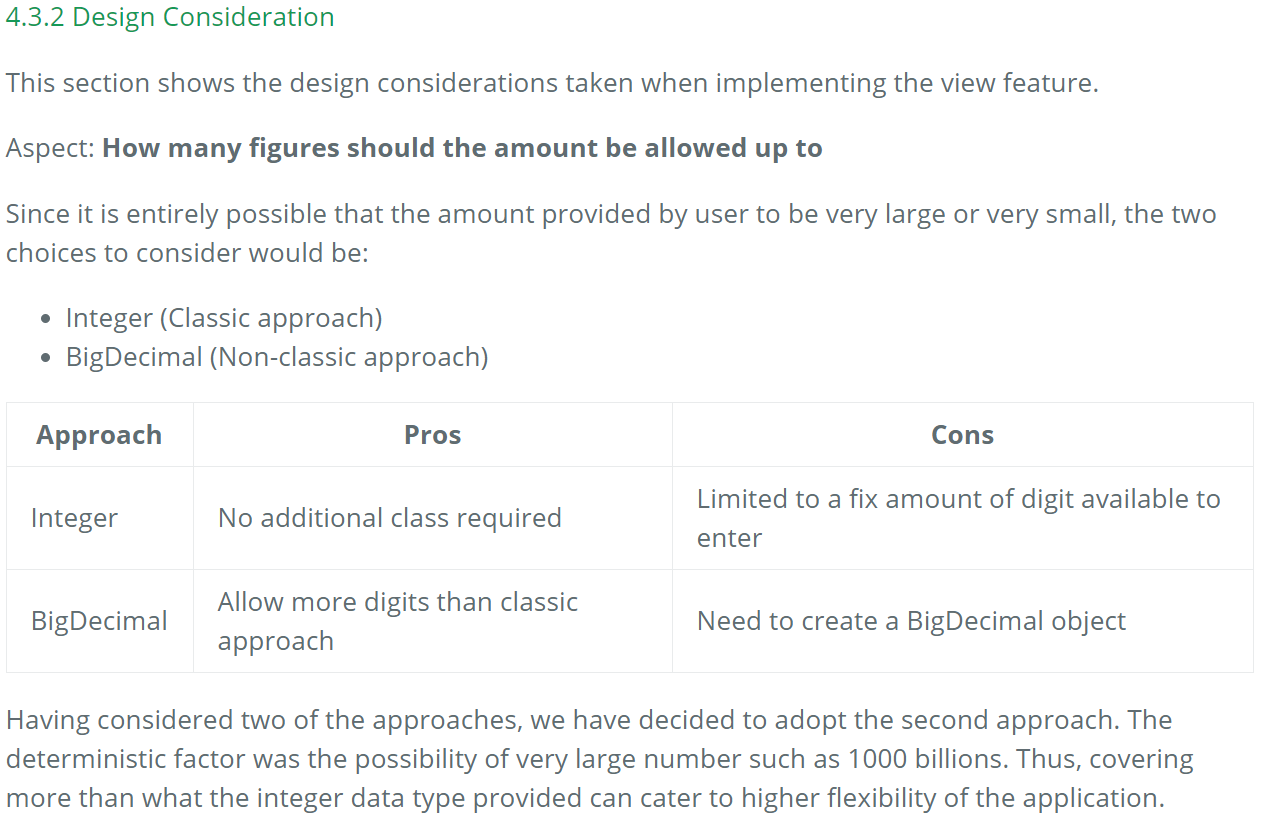 4.3.2 Design Consideration
This section shows the design considerations taken when implementing the view feature.
Aspect: How many figures should the amount be allowed up to
Since it is entirely possible that the amount provided by user to be very large or very small, the two
choices to consider would be:
• Integer (Classic approach)
• BigDecimal (Non-classic approach)
Approach Pros Cons
Integer No additional class required Limited to a fix amount of digit available to
enter
BigDecimal Allow more digits than classic
approach Need to create a BigDecimal object
Having considered two of the approaches, we have decided to adopt the second approach. The
deterministic factor was the possibility of very large number such as 1000 billions. Thus, covering
more than what the integer data type provided can cater to higher flexibility of the application.